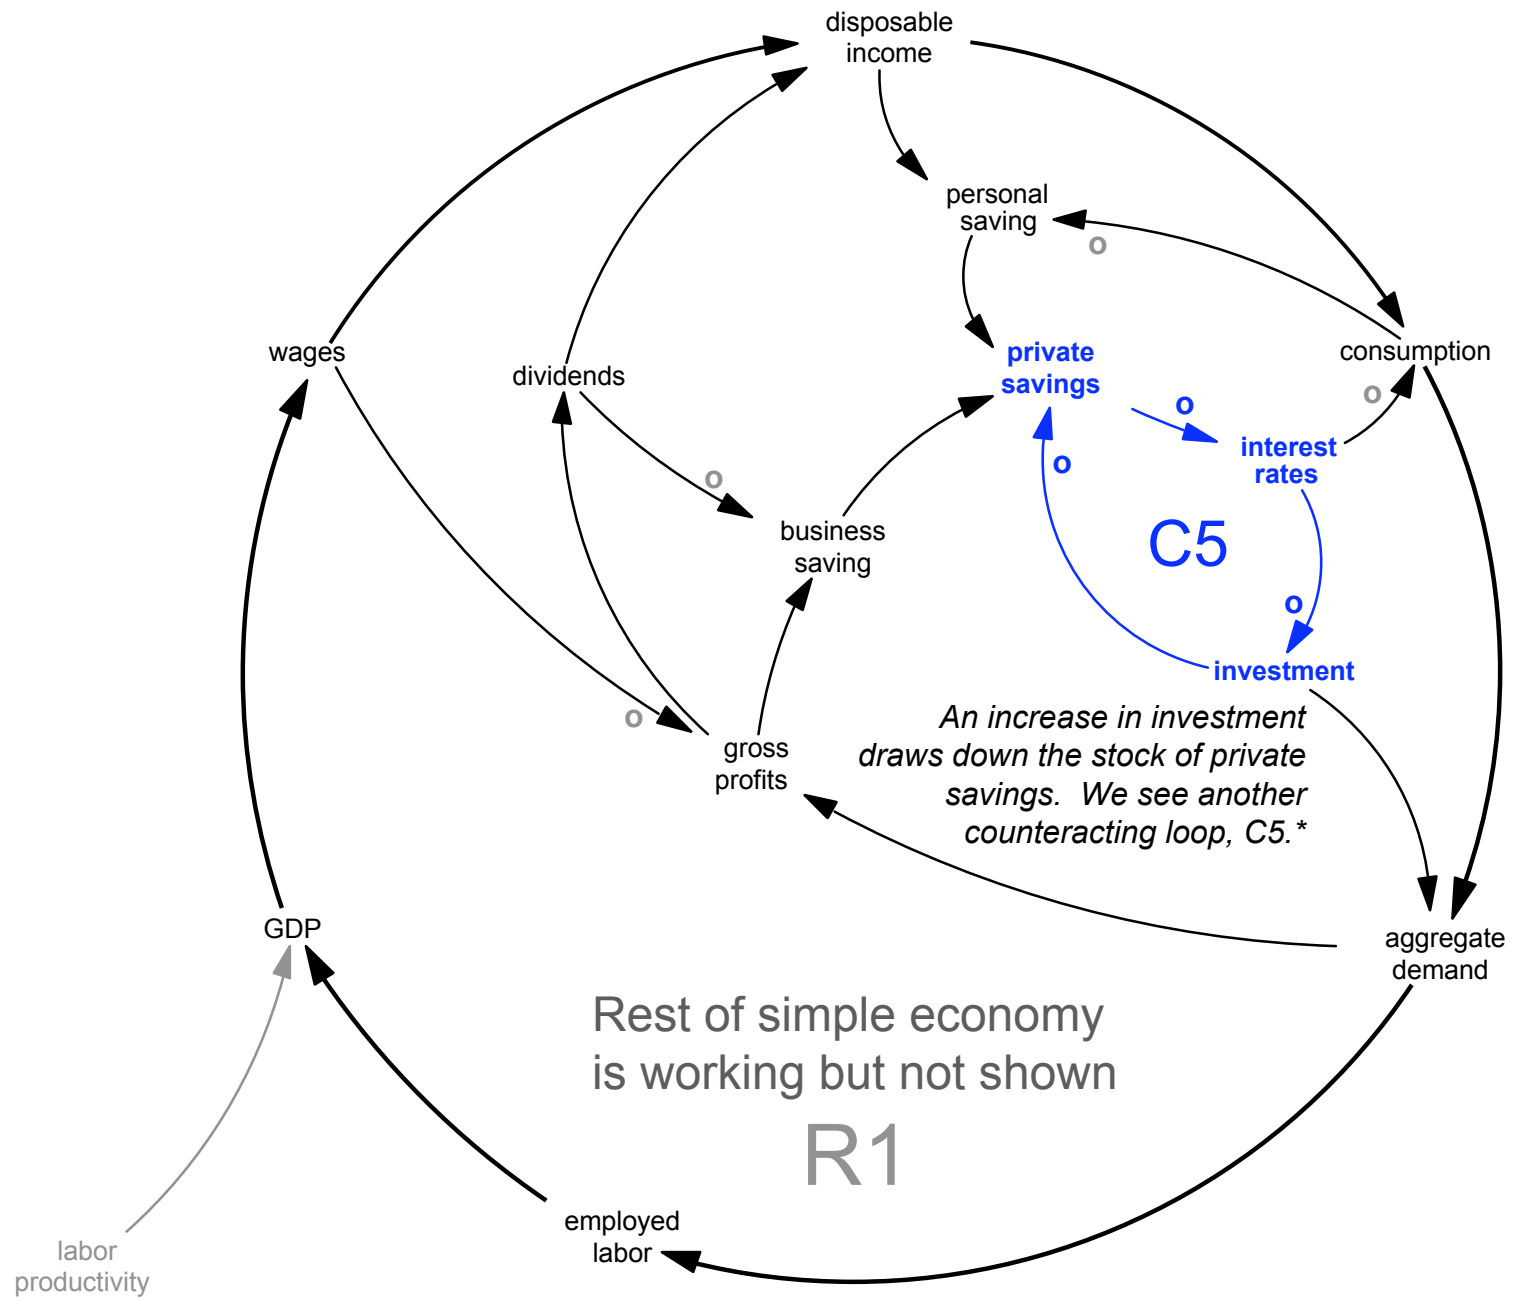 disposable
income
personal
saving
o
wages
private
savings
consumption
dividends
o
o
interest
rates
o
o
business
saving
C5
o
investment
o
An increase in investment
draws down the stock of private
savings. We see another
counteracting loop, C5.*
gross
profits
GDP
aggregate
demand
Rest of simple economy
is working but not shown
R1
employed
labor
labor
productivity